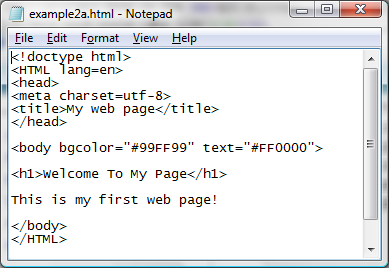 example2a.html - Notepad
File Edit Format View Help
<!doctype html>
<HTML lang=en>
<head>
<meta charset=utf-8>
<title>My web page</title>
</head>
<body bgcolor="#99FF99" text="#FF0000">
<h1>Welcome To My Page</h1>
This is my first web page!
</body>
</HTML>